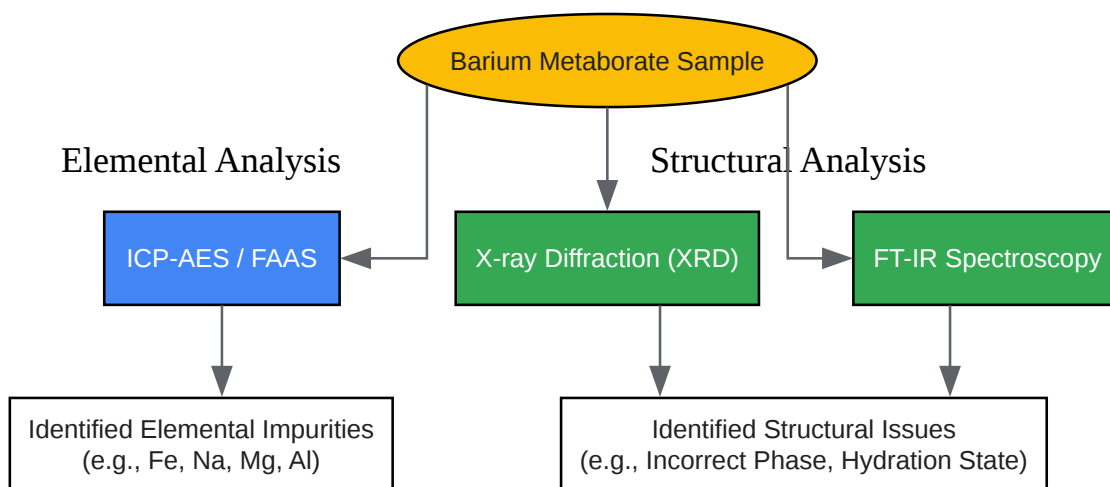 Barium Metaborate Sample
Elemental Analysis
Structural Analysis
ICP-AES / FAAS
X-ray Diffraction (XRD)
FT-IR Spectroscopy
Identified Elemental Impurities
(e.g., Fe, Na, Mg, Al)
Identified Structural Issues
(e.g., Incorrect Phase, Hydration State)